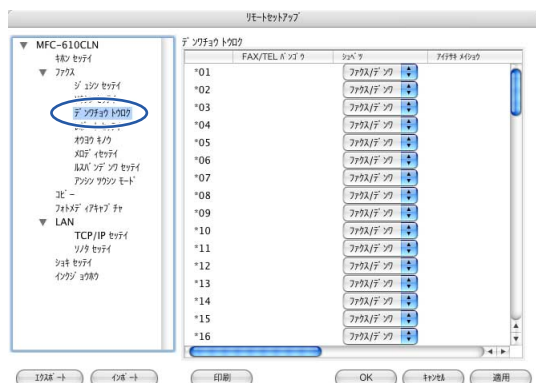 リモートセットアップ
MFC-610CLN
キホン セッテイ
ファクス
ジュシン セッテイ
デンワチョウ トウロク
オウヨウ キノウ
メロディ セッテイ
ルスバンデンワ セッテイ
アンシン ツウシン モード
コピー
フォトメディアキャプチャ
LAN
TCP/IP セッテイ
ソノタ セッテイ
ショキ セッテイ
インクジョウホウ
デンワチョウ トウロク
FAX/TEL バンゴウ シュベツ アイテサキ メイショウ
*01 ファクス/デンワ
*02 ファクス/デンワ
*03 ファクス/デンワ
*04 ファクス/デンワ
*05 ファクス/デンワ
*06 ファクス/デンワ
*07 ファクス/デンワ
*08 ファクス/デンワ
*09 ファクス/デンワ
*10 ファクス/デンワ
*11 ファクス/デンワ
*12 ファクス/デンワ
*13 ファクス/デンワ
*14 ファクス/デンワ
*15 ファクス/デンワ
*16 ファクス/デンワ
エクスポート インポート 印刷 OK キャンセル 適用